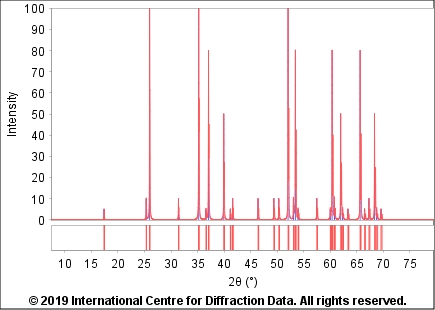 100
90
80
70
60
50
40
30
20
10
0
Intensity
10 15 20 25 30 35 40 45 50 55 60 65 70 75
2θ (°)
© 2019 International Centre for Diffraction Data. All rights reserved.